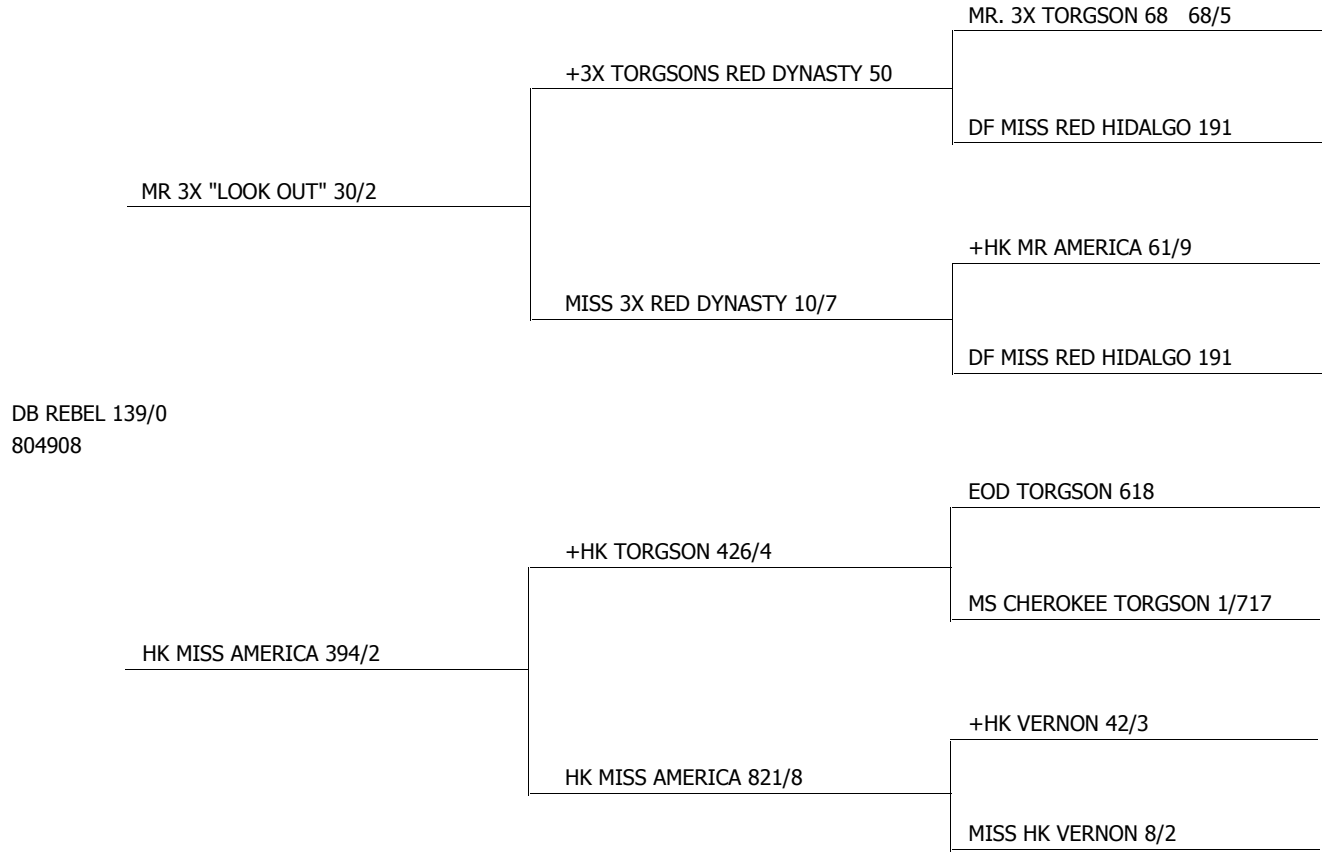 MR. 3X TORGSON 68   68/5
+3X TORGSONS RED DYNASTY 50
DF MISS RED HIDALGO 191
MR 3X "LOOK OUT" 30/2
+HK MR AMERICA 61/9
MISS 3X RED DYNASTY 10/7
DF MISS RED HIDALGO 191
DB REBEL 139/0
804908
EOD TORGSON 618
+HK TORGSON 426/4
MS CHEROKEE TORGSON 1/717
HK MISS AMERICA 394/2
+HK VERNON 42/3
HK MISS AMERICA 821/8
MISS HK VERNON 8/2